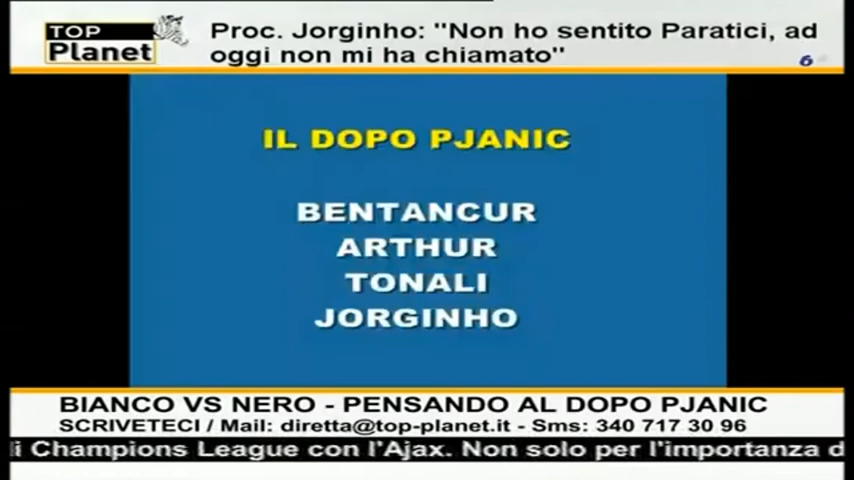 TOP
Planet
Proc. Jorginho: "Non ho sentito Paratici, ad
oggi non mi ha chiamato"
6
IL DOPO PJANIC
BENTANCUR
ARTHUR
TONALI
JORGINHO
BIANCO VS NERO - PENSANDO AL DOPO PJANIC
SCRIVETECI / Mail: diretta@top-planet.it - Sms: 340 717 30 96
i Champions League con l'Ajax. Non solo per l'importanza d